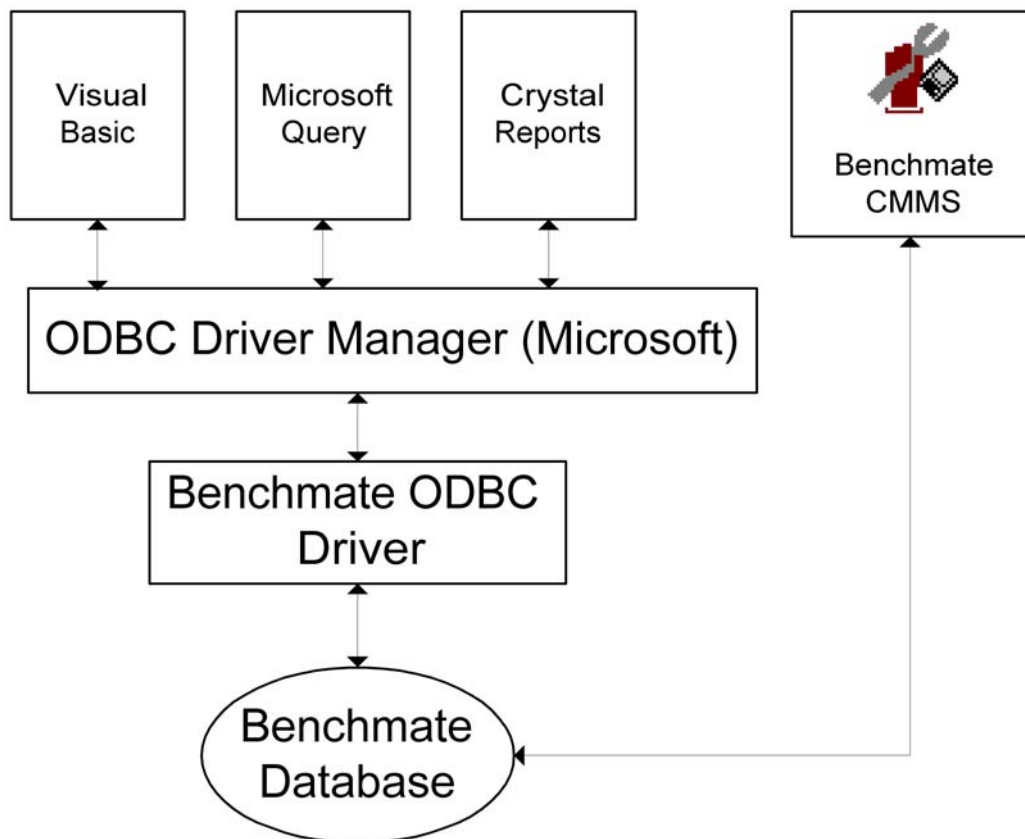 Visual
Basic
Microsoft
Query
Crystal
Reports
Benchmate
CMMS
ODBC Driver Manager (Microsoft)
Benchmate ODBC
Driver
Benchmate
Database